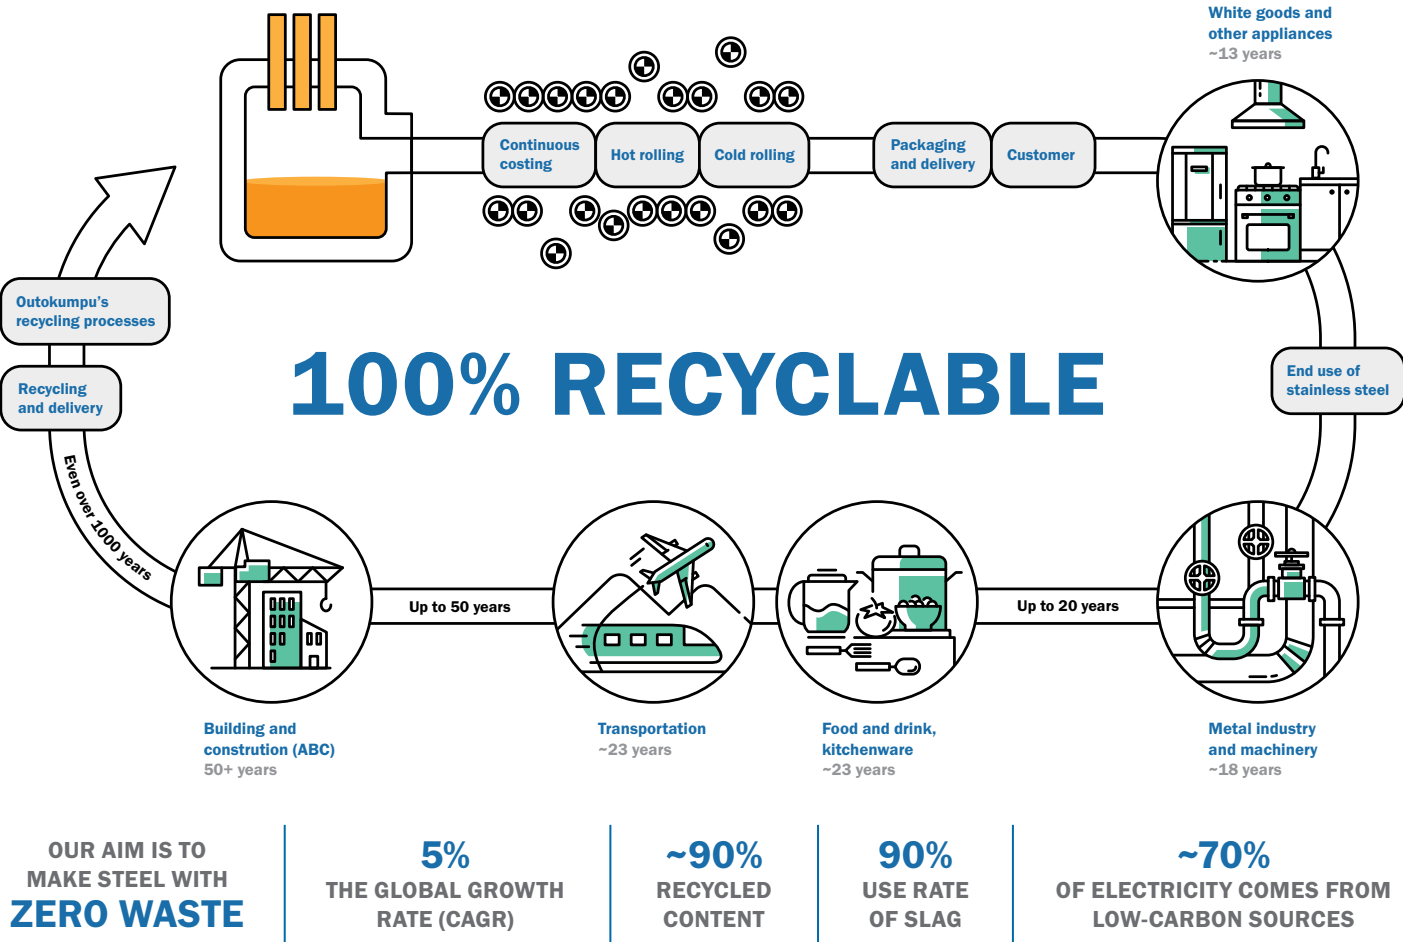 White goods and
other appliances
~13 years
Continuous
costing
Hot rolling
Cold rolling
Packaging
and delivery
Customer
Outokumpu’s
recycling processes
Recycling
and delivery
100% RECYCLABLE
End use of
stainless steel
Even over 1000 years
Up to 50 years
Up to 20 years
Building and
constrution (ABC)
50+ years
Transportation
~23 years
Food and drink,
kitchenware
~23 years
Metal industry
and machinery
~18 years
OUR AIM IS TO
MAKE STEEL WITH
ZERO WASTE
5%
THE GLOBAL GROWTH
RATE (CAGR)
~90%
RECYCLED
CONTENT
90%
USE RATE
OF SLAG
~70%
OF ELECTRICITY COMES FROM
LOW-CARBON SOURCES